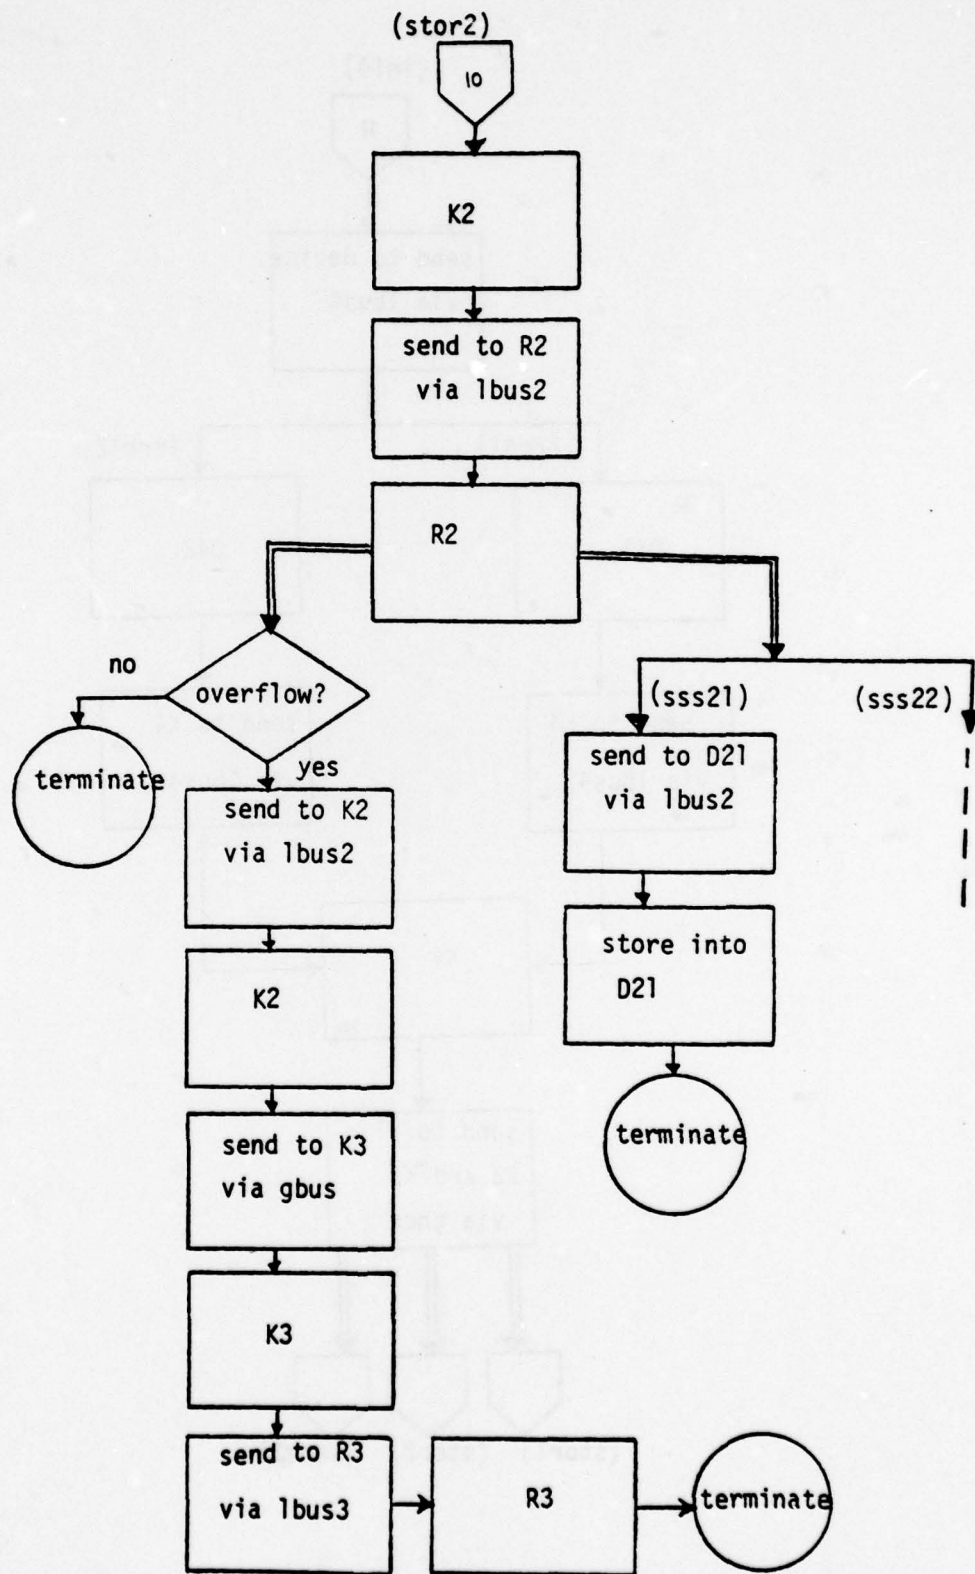 (stor2)
10
K2
send to R2
via lbus2
R2
no
overflow?
yes
terminate
send to K2
via lbus2
K2
send to K3
via gbus
K3
send to R3
via lbus3
R3
terminate
(sss21)
(sss22)
send to D21
via lbus2
store into
D21
terminate